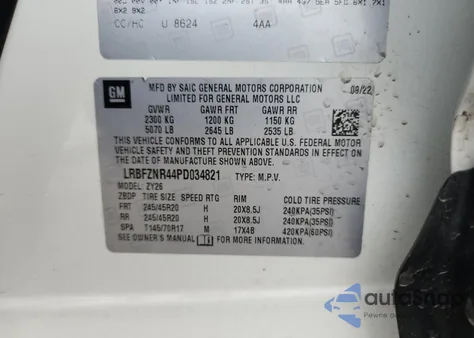 CC/HC U 8624 4AA
GM
MFD BY SAIC GENERAL MOTORS CORPORATION
LIMITED FOR GENERAL MOTORS LLC
09/22
GVWR GAWR FRT GAWR RR
2300 KG 1200 KG 1150 KG
5070 LB 2645 LB 2535 LB
THIS VEHICLE CONFORMS TO ALL APPLICABLE U.S. FEDERAL MOTOR
VEHICLE SAFETY AND THEFT PREVENTION STANDARDS IN EFFECT ON THE
DATE OF MANUFACTURE SHOWN ABOVE.
LRBFZNR44PD034821 TYPE: M.P.V.
MODEL: ZY26
ZBDP TIRE SIZE SPEED RTG RIM COLD TIRE PRESSURE
FRT 245/45R20 H 20X8.5J 240KPA(35PSI)
RR 245/45R20 H 20X8.5J 240KPA(35PSI)
SPA T145/70R17 M 17X4B 420KPA(60PSI)
SEE OWNER'S MANUAL FOR MORE INFORMATION.
autoSnap
Pewne auta z USA